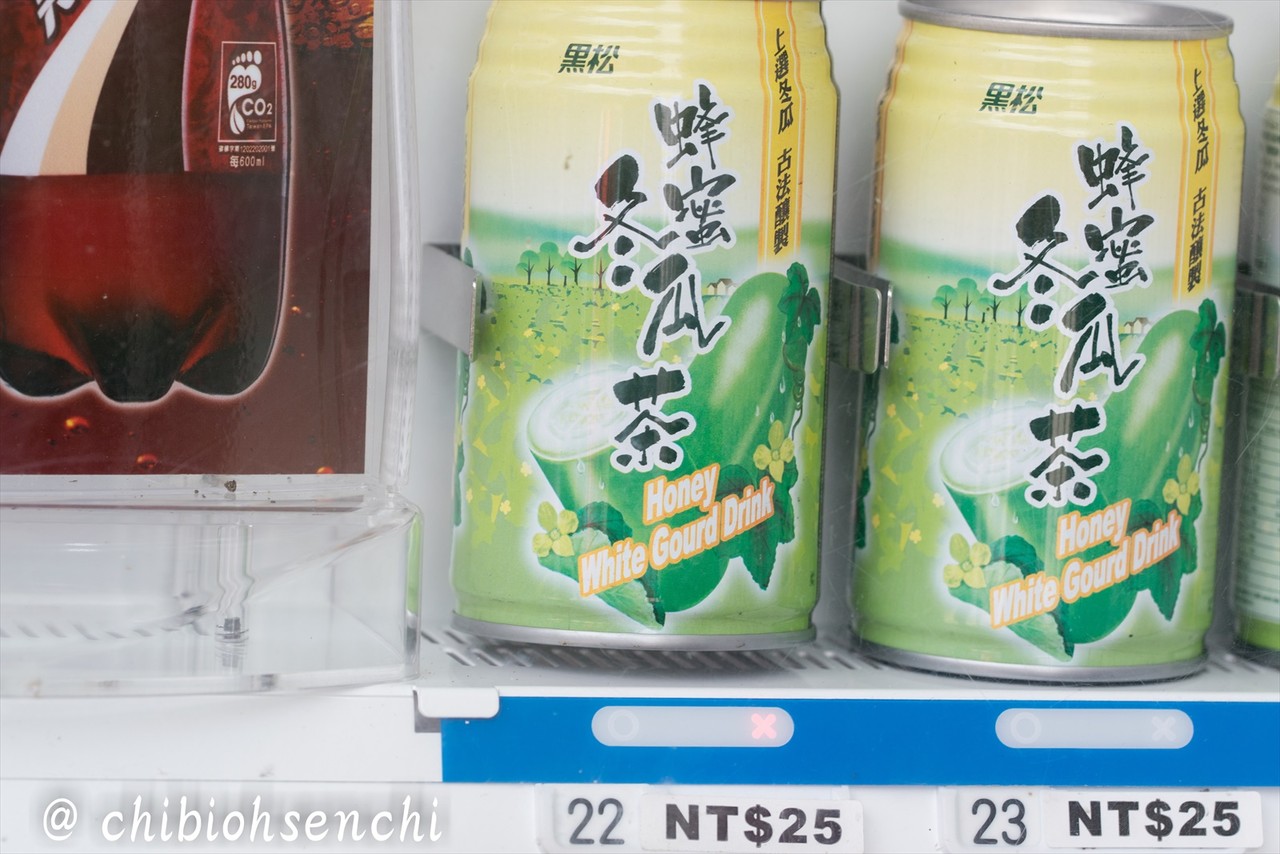 280g
CO2
每600ml
黑松
蜂蜜
冬瓜
茶
上選冬瓜 古法釀製
Honey
White Gourd Drink
黑松
蜂蜜
冬瓜
茶
上選冬瓜 古法釀製
Honey
White Gourd Drink
22 NT$25
23 NT$25
@ chibiohsenchi